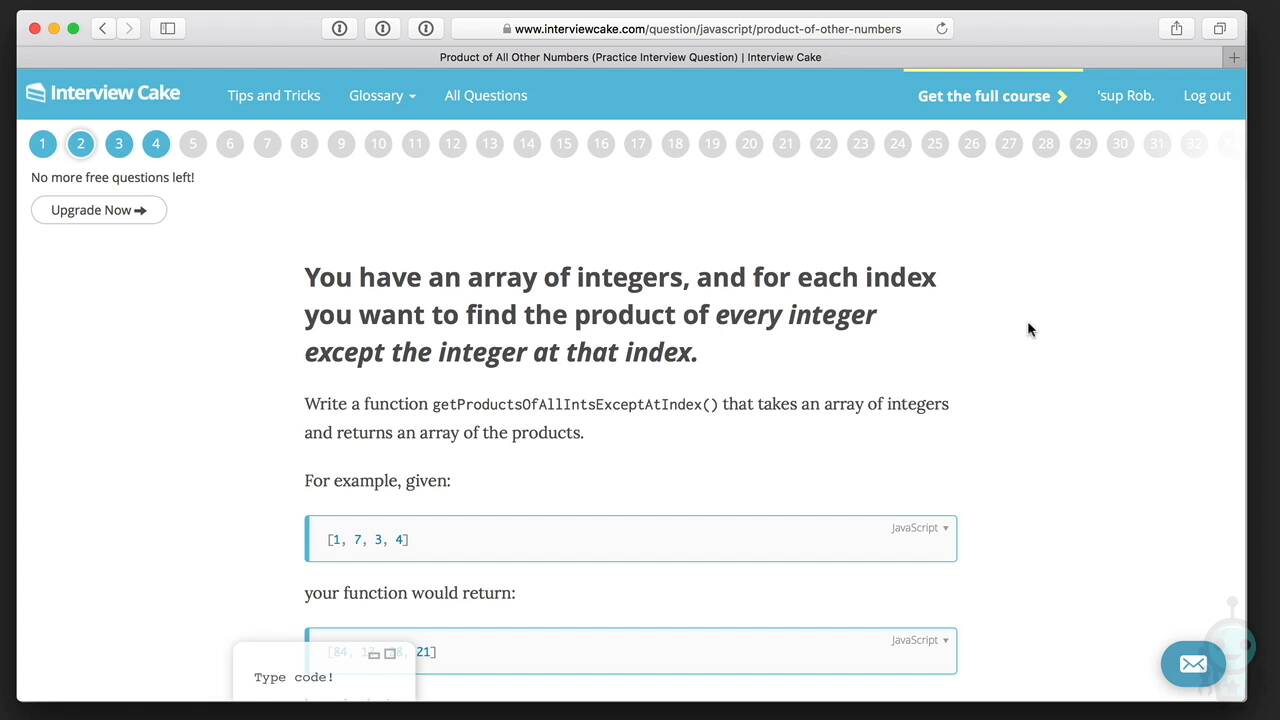 www.interviewcake.com/question/javascript/product-of-other-numbers
Product of All Other Numbers (Practice Interview Question) | Interview Cake
Interview Cake
Tips and Tricks
Glossary
All Questions
Get the full course
'sup Rob.
Log out
1 2 3 4 5 6 7 8 9 10 11 12 13 14 15 16 17 18 19 20 21 22 23 24 25 26 27 28 29 30 31 32
No more free questions left!
Upgrade Now
You have an array of integers, and for each index
you want to find the product of every integer
except the integer at that index.
Write a function getProductsOfAllIntsExceptAtIndex() that takes an array of integers
and returns an array of the products.
For example, given:
JavaScript
[1, 7, 3, 4]
your function would return:
JavaScript
[84, 21]
Type code!